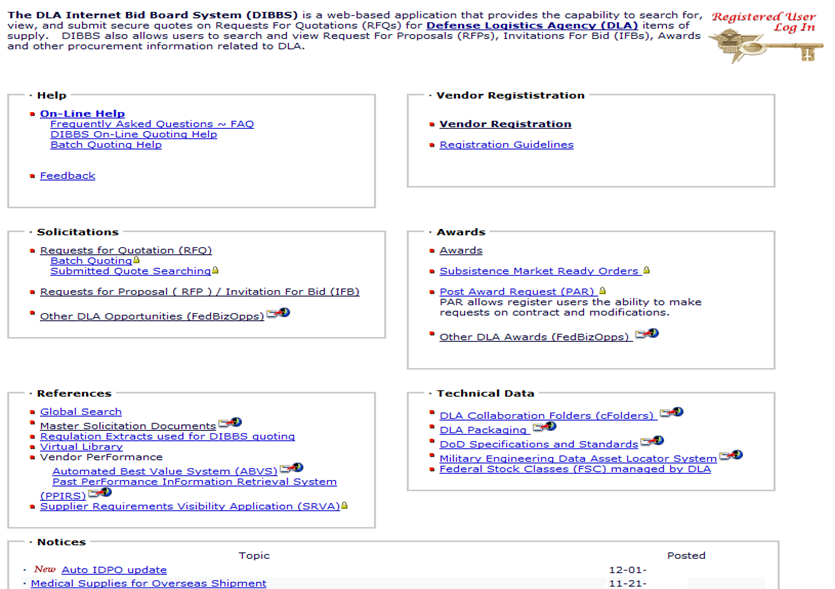 The DLA Internet Bid Board System (DIBBS) is a web-based application that provides the capability to search for,
view, and submit secure quotes on Requests For Quotations (RFQs) for Defense Logistics Agency (DLA) items of
supply. DIBBS also allows users to search and view Request For Proposals (RFPs), Invitations For Bid (IFBs), Awards
and other procurement information related to DLA.
Registered User
Log In
· Help
On-Line Help
Frequently Asked Questions ~ FAQ
DIBBS On-Line Quoting Help
Batch Quoting Help
Feedback
· Vendor Regististration
Vendor Registration
Registration Guidelines
· Solicitations
Requests for Quotation (RFQ)
Batch Quoting
Submitted Quote Searching
Requests for Proposal ( RFP ) / Invitation For Bid (IFB)
Other DLA Opportunities (FedBizOpps)
· Awards
Awards
Subsistence Market Ready Orders
Post Award Request (PAR)
PAR allows register users the ability to make
requests on contract and modifications.
Other DLA Awards (FedBizOpps)
· References
Global Search
Master Solicitation Documents
Regulation Extracts used for DIBBS quoting
Virtual Library
Vendor PerFormance
Automated Best Value System (ABVS)
Past PerFormance InFormation Retrieval System
(PPIRS)
Supplier Requirements Visibility Application (SRVA)
· Technical Data
DLA Collaboration Folders (cFolders)
DLA Packaging
DoD Specifications and Standards
Military Engineering Data Asset Locator System
Federal Stock Classes (FSC) managed by DLA
· Notices
Topic Posted
· New Auto IDPO update 12-01-
· Medical Supplies for Overseas Shipment 11-21-